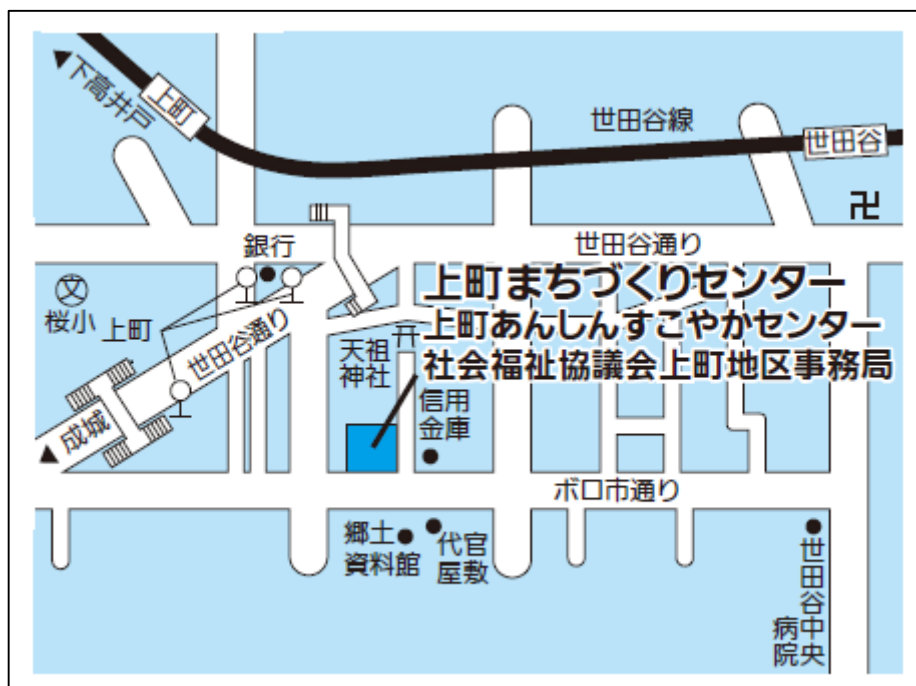 下高井戸
上町
世田谷線
世田谷
卍
銀行
世田谷通り
文
桜小
上町
世田谷通り
上町まちづくりセンター
上町あんしんすこやかセンター
社会福祉協議会上町地区事務局
天祖
神社
信用
金庫
成城
ボロ市通り
郷土
資料館
代官
屋敷
世田谷中央
病院